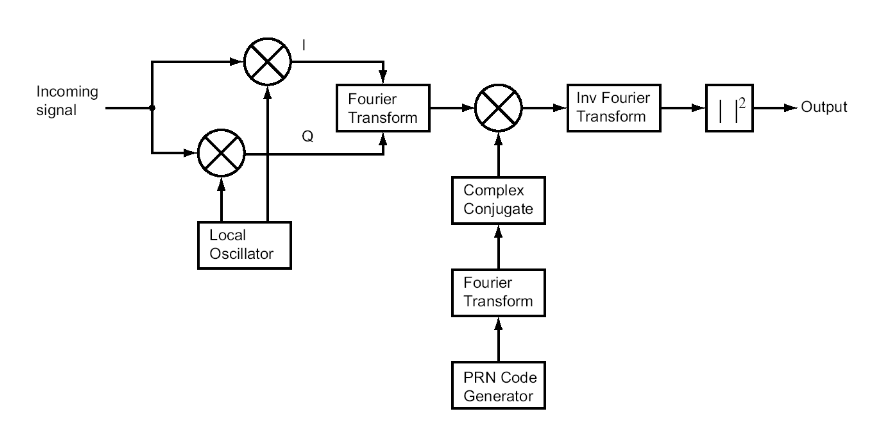 I
Incoming
signal
Fourier
Transform
Inv Fourier
Transform
| |²
Output
Q
Complex
Conjugate
Local
Oscillator
Fourier
Transform
PRN Code
Generator